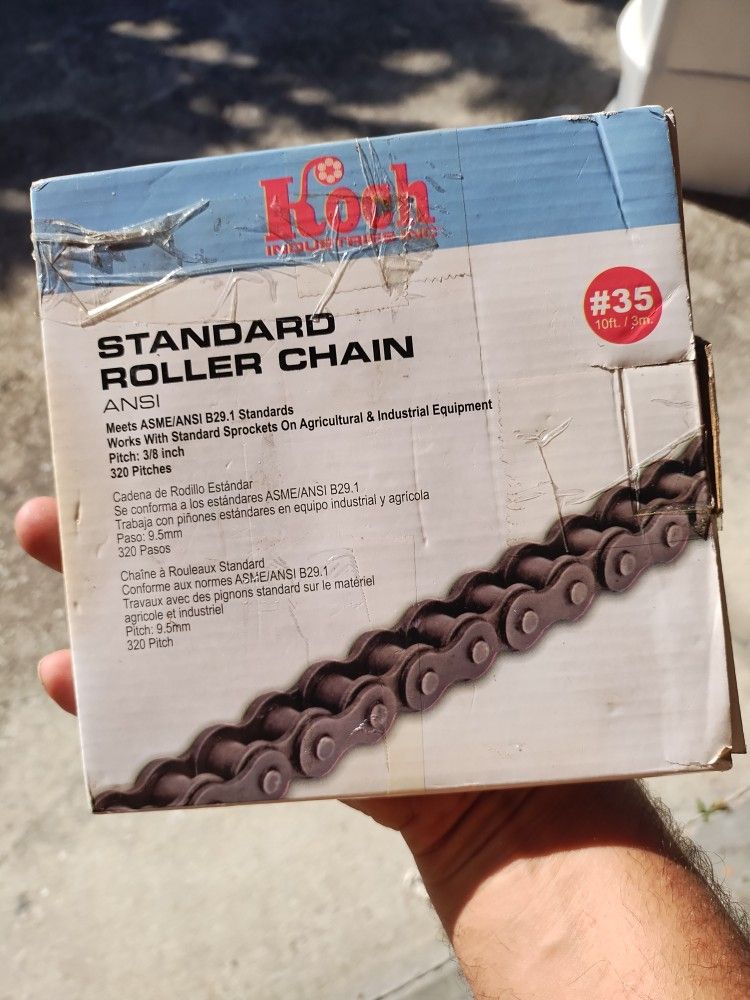 Koch
INDUSTRIES INC
#35
10ft. / 3m.
STANDARD
ROLLER CHAIN
ANSI
Meets ASME/ANSI B29.1 Standards
Works With Standard Sprockets On Agricultural & Industrial Equipment
Pitch: 3/8 inch
320 Pitches
Cadena de Rodillo Estándar
Se conforma a los estándares ASME/ANSI B29.1
Trabaja con piñones estándares en equipo industrial y agrícola
Paso: 9.5mm
320 Pasos
Chaîne à Rouleaux Standard
Conforme aux normes ASME/ANSI B29.1
Travaux avec des pignons standard sur le matériel
agricole et industriel
Pitch: 9.5mm
320 Pitch